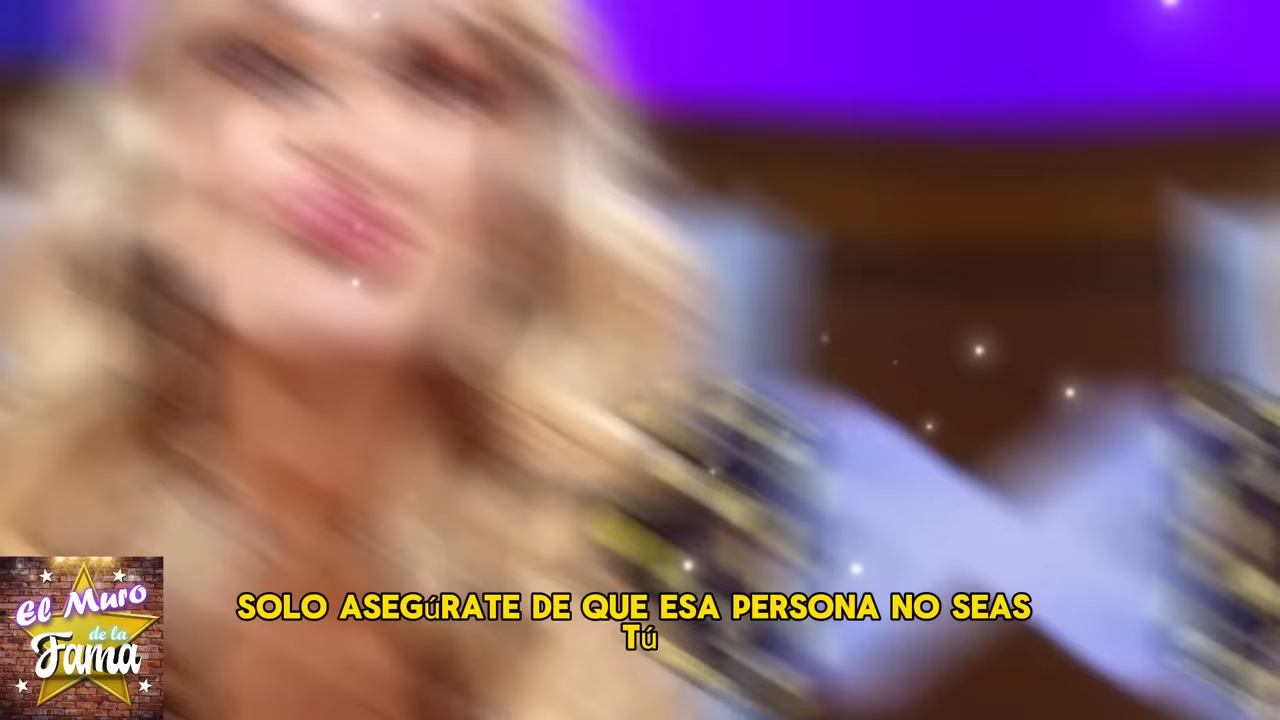 SOLO ASEGúRATE DE QUE ESA PERSONA NO SEAS
Tú
El Muro
de la
Fama